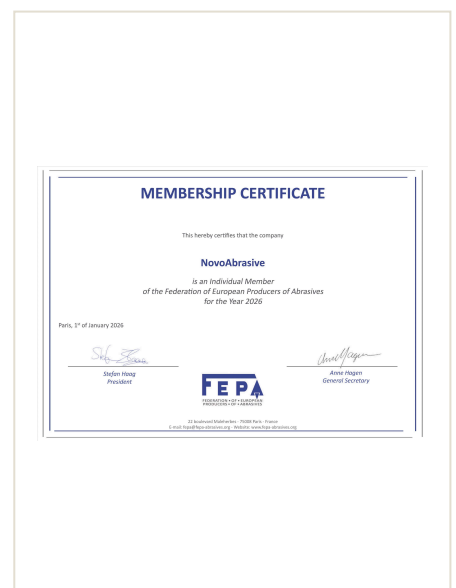 MEMBERSHIP CERTIFICATE
This hereby certifies that the company
NovoAbrasive
is an Individual Member
of the Federation of European Producers of Abrasives
for the Year 2026
Paris, 1st of January 2026
Stefan Haag
President
Anne Hagen
General Secretary
FEPA
FEDERATION • OF • EUROPEAN
PRODUCERS • OF • ABRASIVES
22 boulevard Malesherbes - 75008 Paris - France
E-mail: fepa@fepa-abrasives.org - Website: www.fepa-abrasives.org